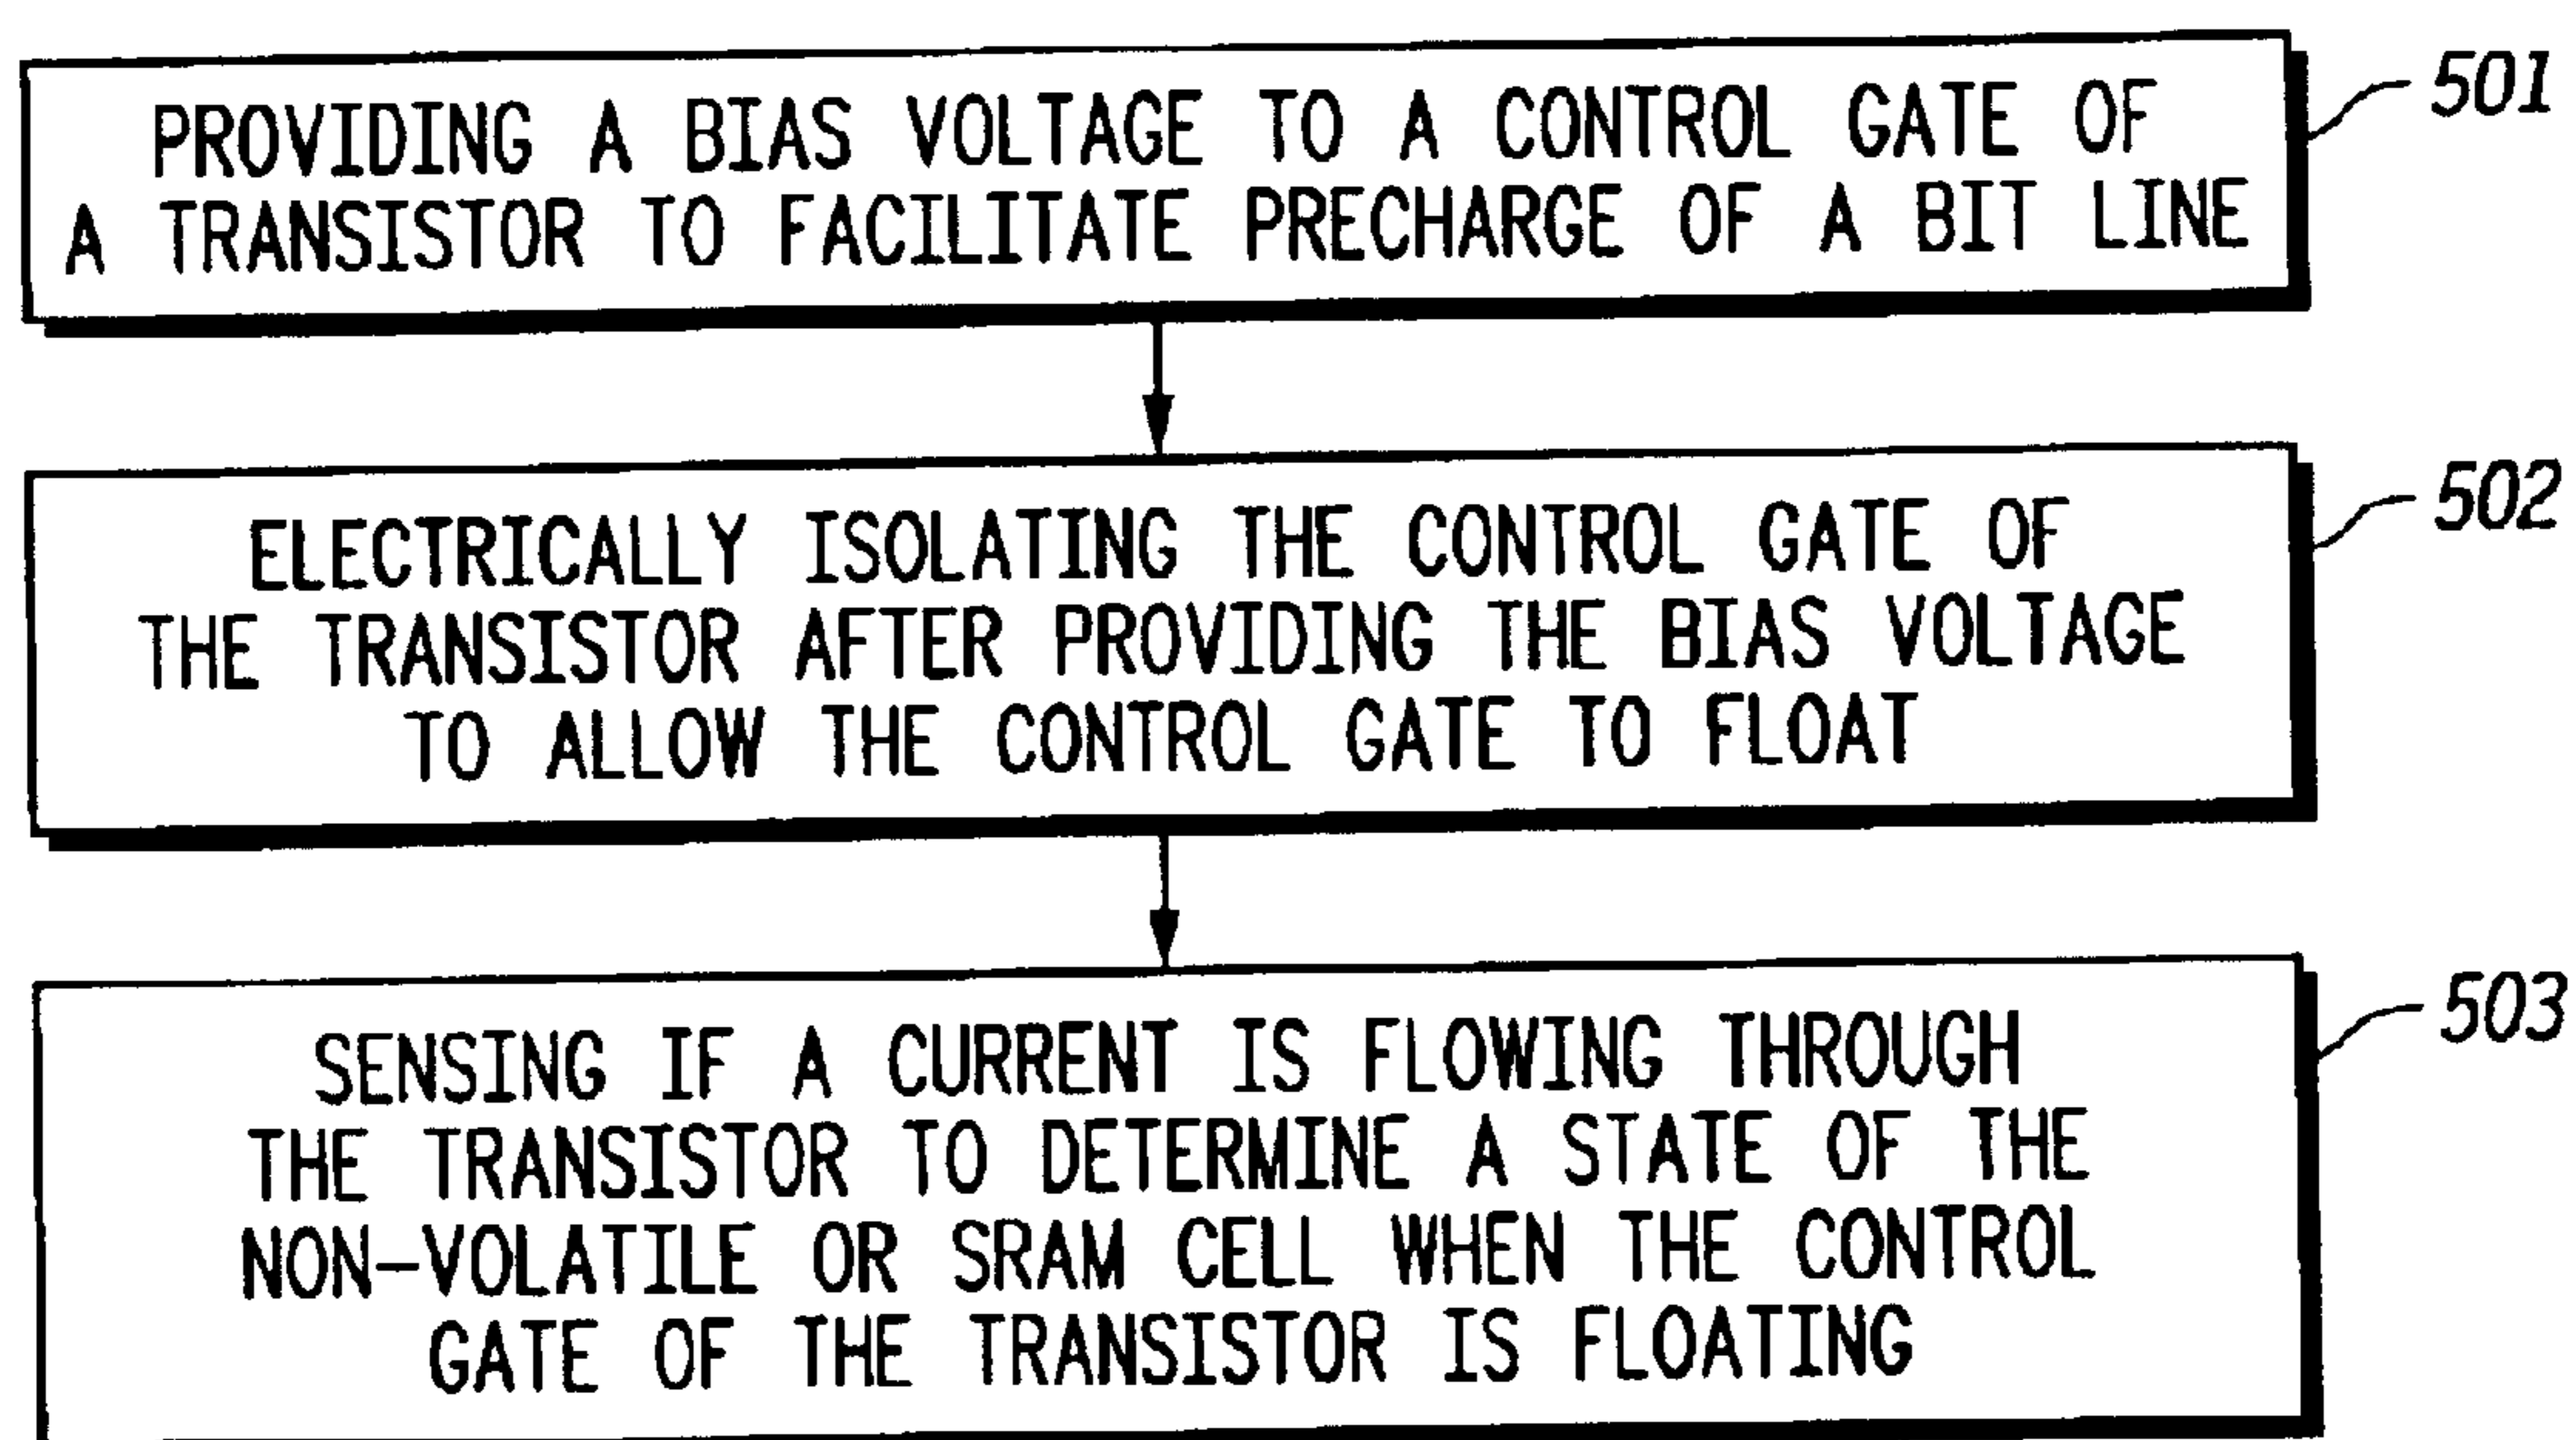 PROVIDING A BIAS VOLTAGE TO A CONTROL GATE OF
A TRANSISTOR TO FACILITATE PRECHARGE OF A BIT LINE
501
ELECTRICALLY ISOLATING THE CONTROL GATE OF
THE TRANSISTOR AFTER PROVIDING THE BIAS VOLTAGE
TO ALLOW THE CONTROL GATE TO FLOAT
502
SENSING IF A CURRENT IS FLOWING THROUGH
THE TRANSISTOR TO DETERMINE A STATE OF THE
NON-VOLATILE OR SRAM CELL WHEN THE CONTROL
GATE OF THE TRANSISTOR IS FLOATING
503